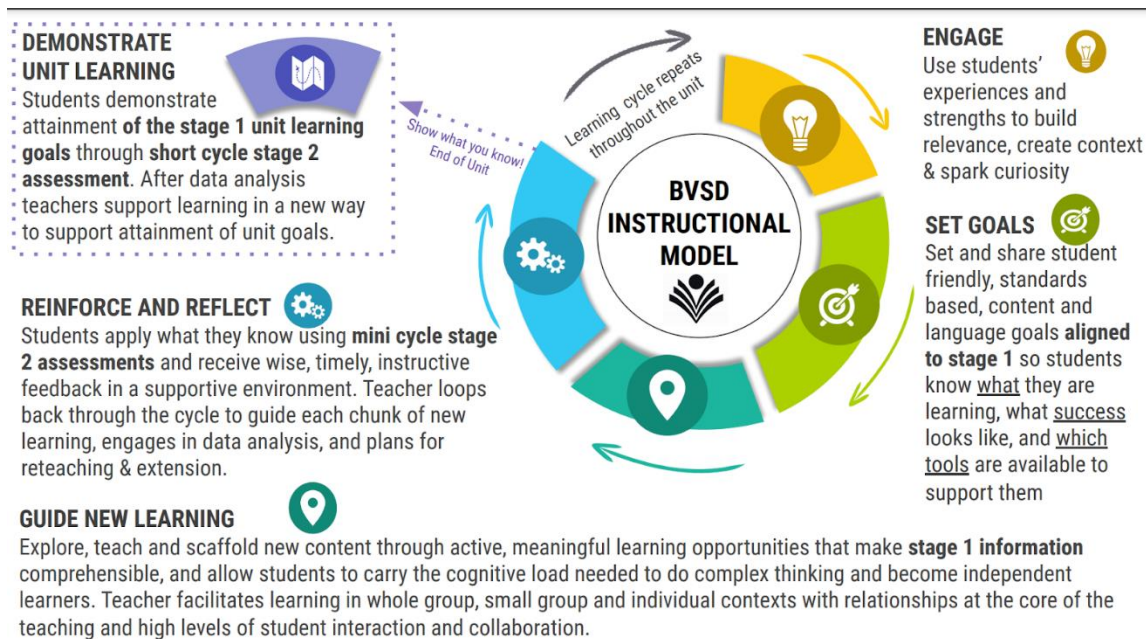 DEMONSTRATE
UNIT LEARNING
Students demonstrate
attainment of the stage 1 unit learning
goals through short cycle stage 2
assessment. After data analysis
teachers support learning in a new way
to support attainment of unit goals.
Show what you know!
End of Unit
Learning cycle repeats
throughout the unit
BVSD
INSTRUCTIONAL
MODEL
ENGAGE
Use students’
experiences and
strengths to build
relevance, create context
& spark curiosity
SET GOALS
Set and share student
friendly, standards
based, content and
language goals aligned
to stage 1 so students
know what they are
learning, what success
looks like, and which
tools are available to
support them
REINFORCE AND REFLECT
Students apply what they know using mini cycle stage
2 assessments and receive wise, timely, instructive
feedback in a supportive environment. Teacher loops
back through the cycle to guide each chunk of new
learning, engages in data analysis, and plans for
reteaching & extension.
GUIDE NEW LEARNING
Explore, teach and scaffold new content through active, meaningful learning opportunities that make stage 1 information
comprehensible, and allow students to carry the cognitive load needed to do complex thinking and become independent
learners. Teacher facilitates learning in whole group, small group and individual contexts with relationships at the core of the
teaching and high levels of student interaction and collaboration.